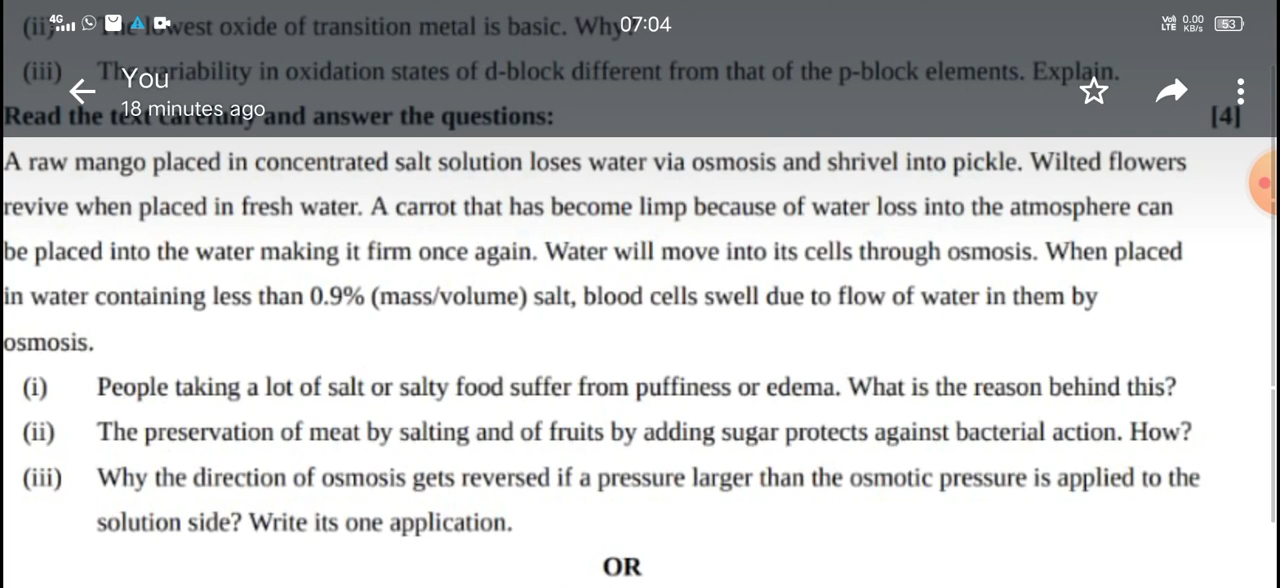 4G 07:04 Vo) LTE 0.00 KB/s 53
lowest oxide of transition metal is basic. Why
(iii) variability in oxidation states of d-block different from that of the p-block elements. Explain.
You
18 minutes ago
Read the text carefully and answer the questions: [4]
A raw mango placed in concentrated salt solution loses water via osmosis and shrivel into pickle. Wilted flowers
revive when placed in fresh water. A carrot that has become limp because of water loss into the atmosphere can
be placed into the water making it firm once again. Water will move into its cells through osmosis. When placed
in water containing less than 0.9% (mass/volume) salt, blood cells swell due to flow of water in them by
osmosis.
(i) People taking a lot of salt or salty food suffer from puffiness or edema. What is the reason behind this?
(ii) The preservation of meat by salting and of fruits by adding sugar protects against bacterial action. How?
(iii) Why the direction of osmosis gets reversed if a pressure larger than the osmotic pressure is applied to the
solution side? Write its one application.
OR